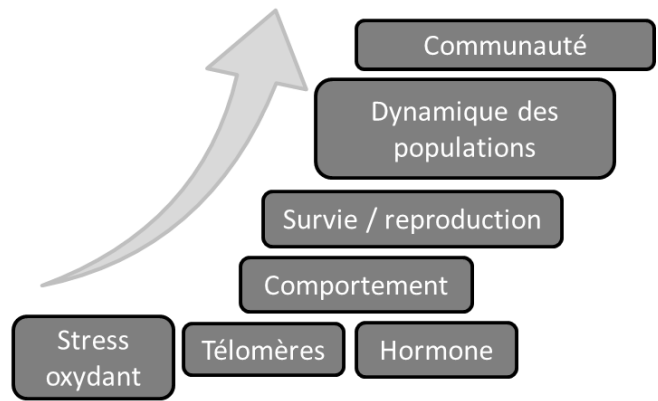 Communauté
Dynamique des
populations
Survie / reproduction
Comportement
Stress
oxydant
Télomères
Hormone